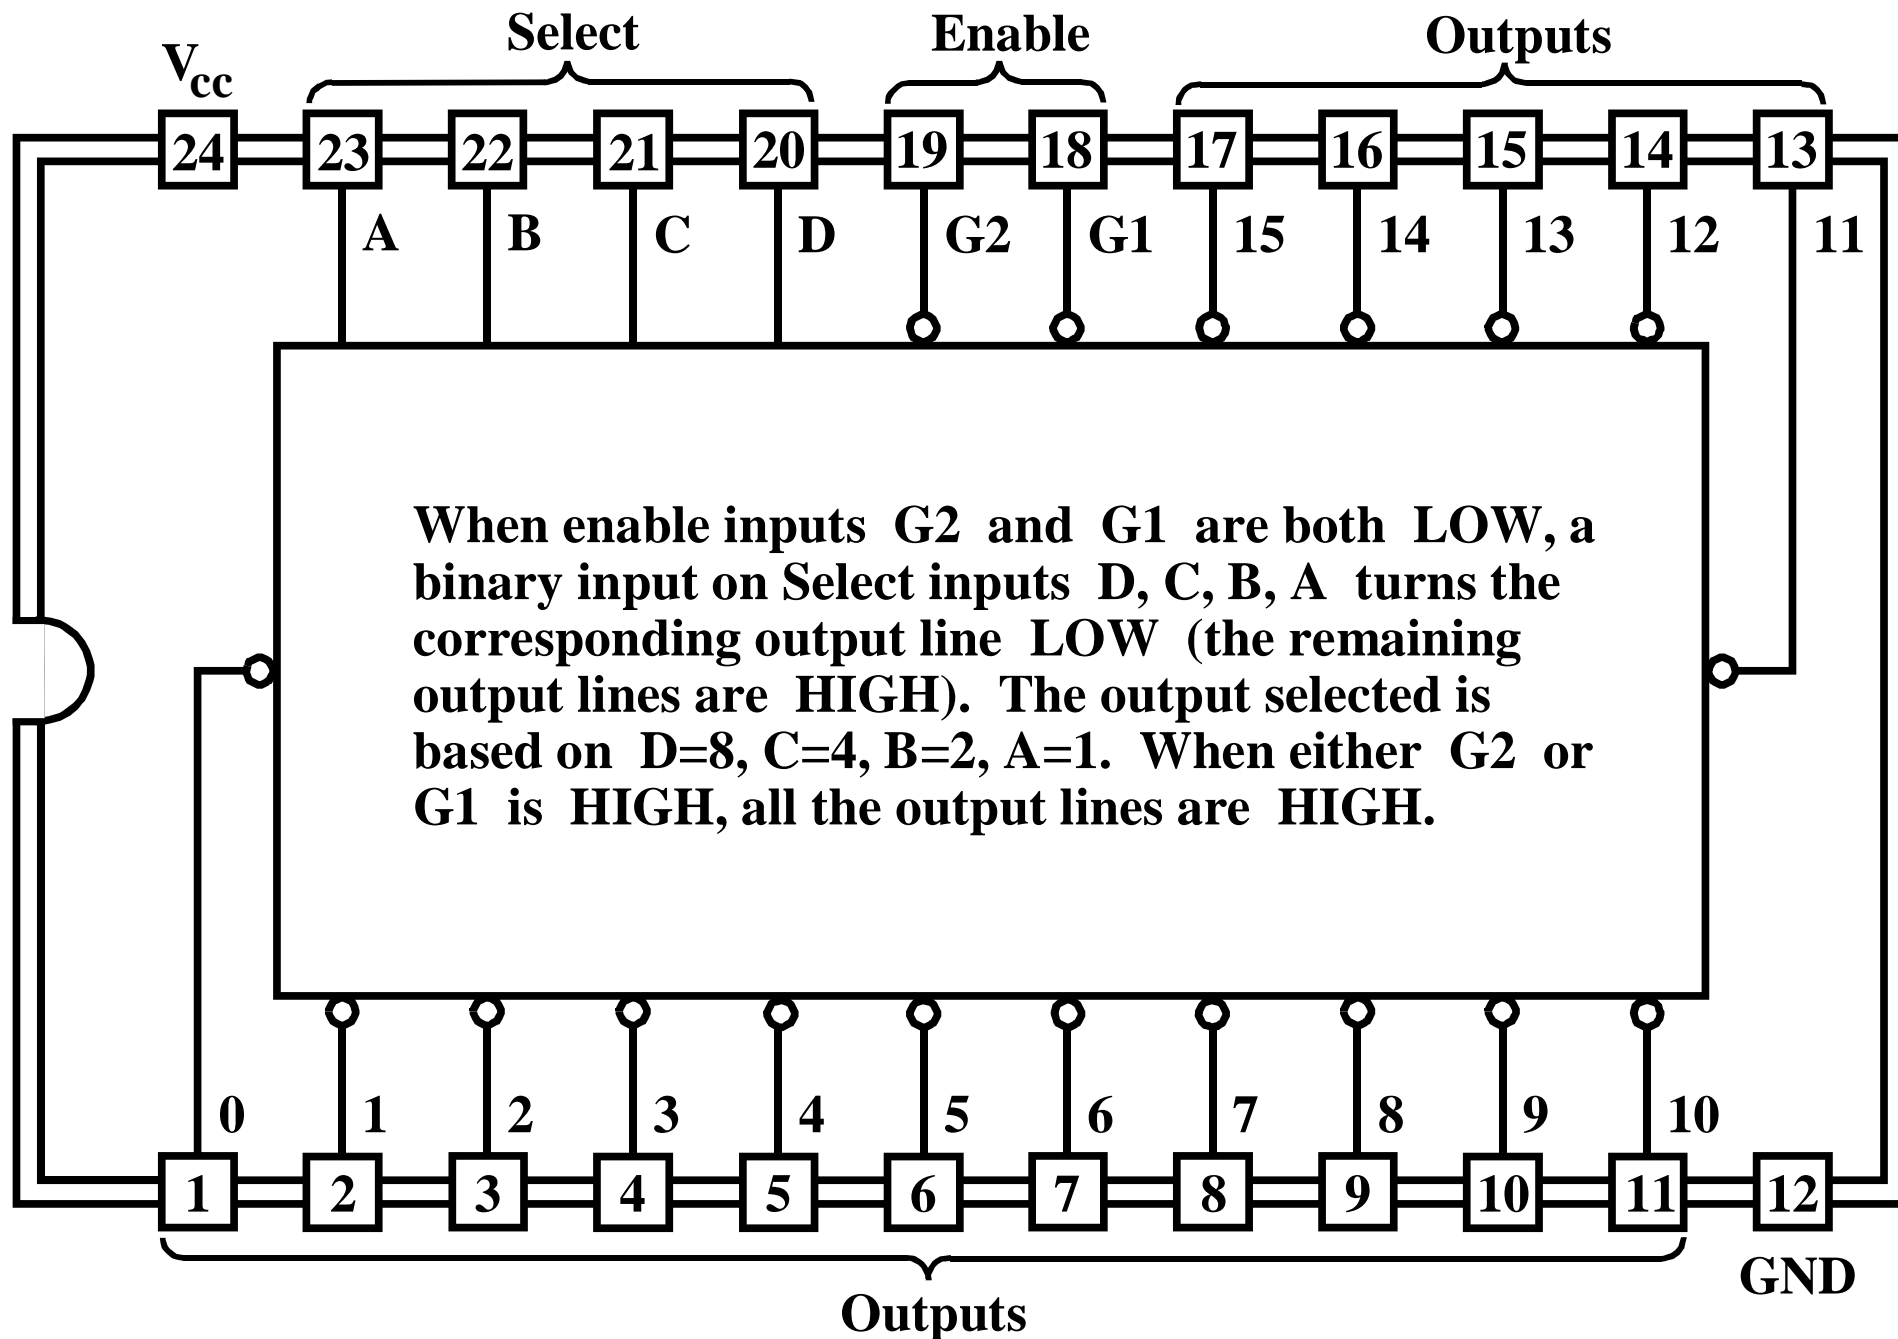 Select Enable Outputs
Vcc
24 23 22 21 20 19 18 17 16 15 14 13
A B C D G2 G1 15 14 13 12 11
When enable inputs G2 and G1 are both LOW, a
binary input on Select inputs D, C, B, A turns the
corresponding output line LOW (the remaining
output lines are HIGH). The output selected is
based on D=8, C=4, B=2, A=1. When either G2 or
G1 is HIGH, all the output lines are HIGH.
0 1 2 3 4 5 6 7 8 9 10
1 2 3 4 5 6 7 8 9 10 11 12
GND
Outputs